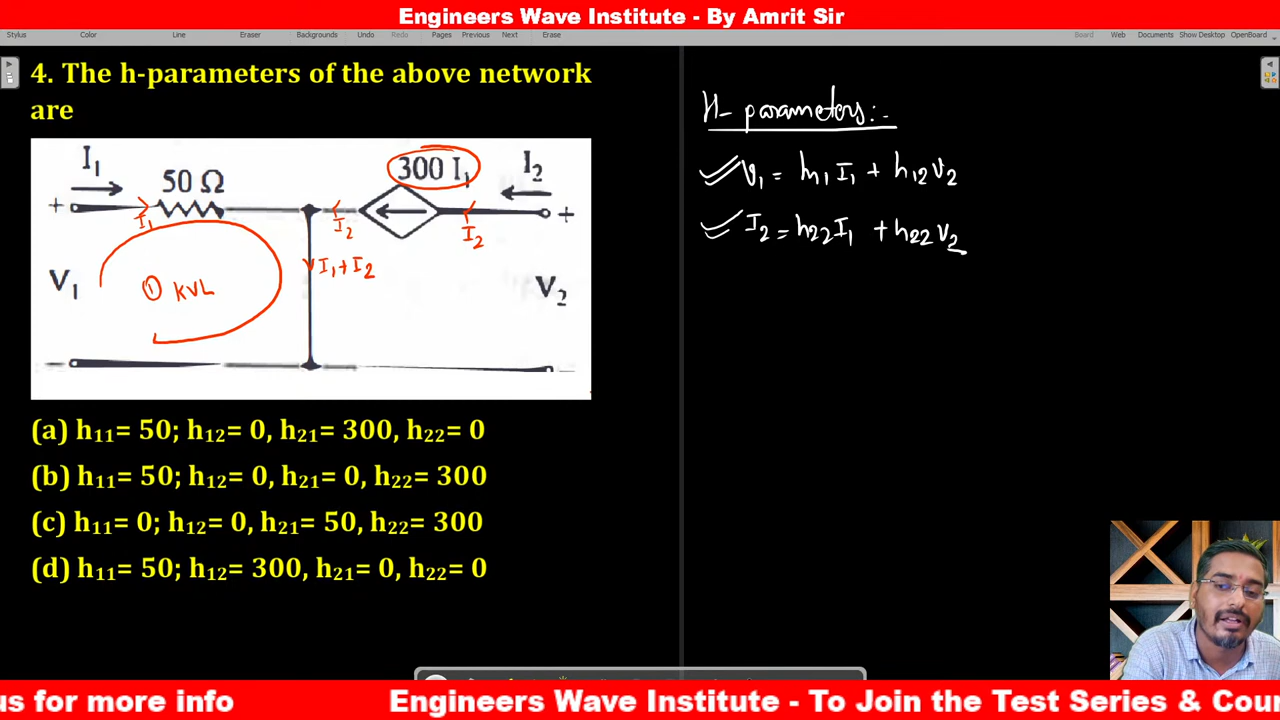 Engineers Wave Institute - By Amrit Sir
Stylus Color Line Eraser Backgrounds Undo Redo Pages Previous Next Erase Board Web Documents Show Desktop OpenBoard
4. The h-parameters of the above network
are
I1 50 Ω 300 I1 I2
+ I1 I2 I2 +
I1+I2
V1 ① KVL V2
(a) h11= 50; h12= 0, h21= 300, h22= 0
(b) h11= 50; h12= 0, h21= 0, h22= 300
(c) h11= 0; h12= 0, h21= 50, h22= 300
(d) h11= 50; h12= 300, h21= 0, h22= 0
H- parameters:-
V1 = h11 I1 + h12 V2
I2 = h22 I1 + h22 V2
us for more info Engineers Wave Institute - To Join the Test Series & Cou